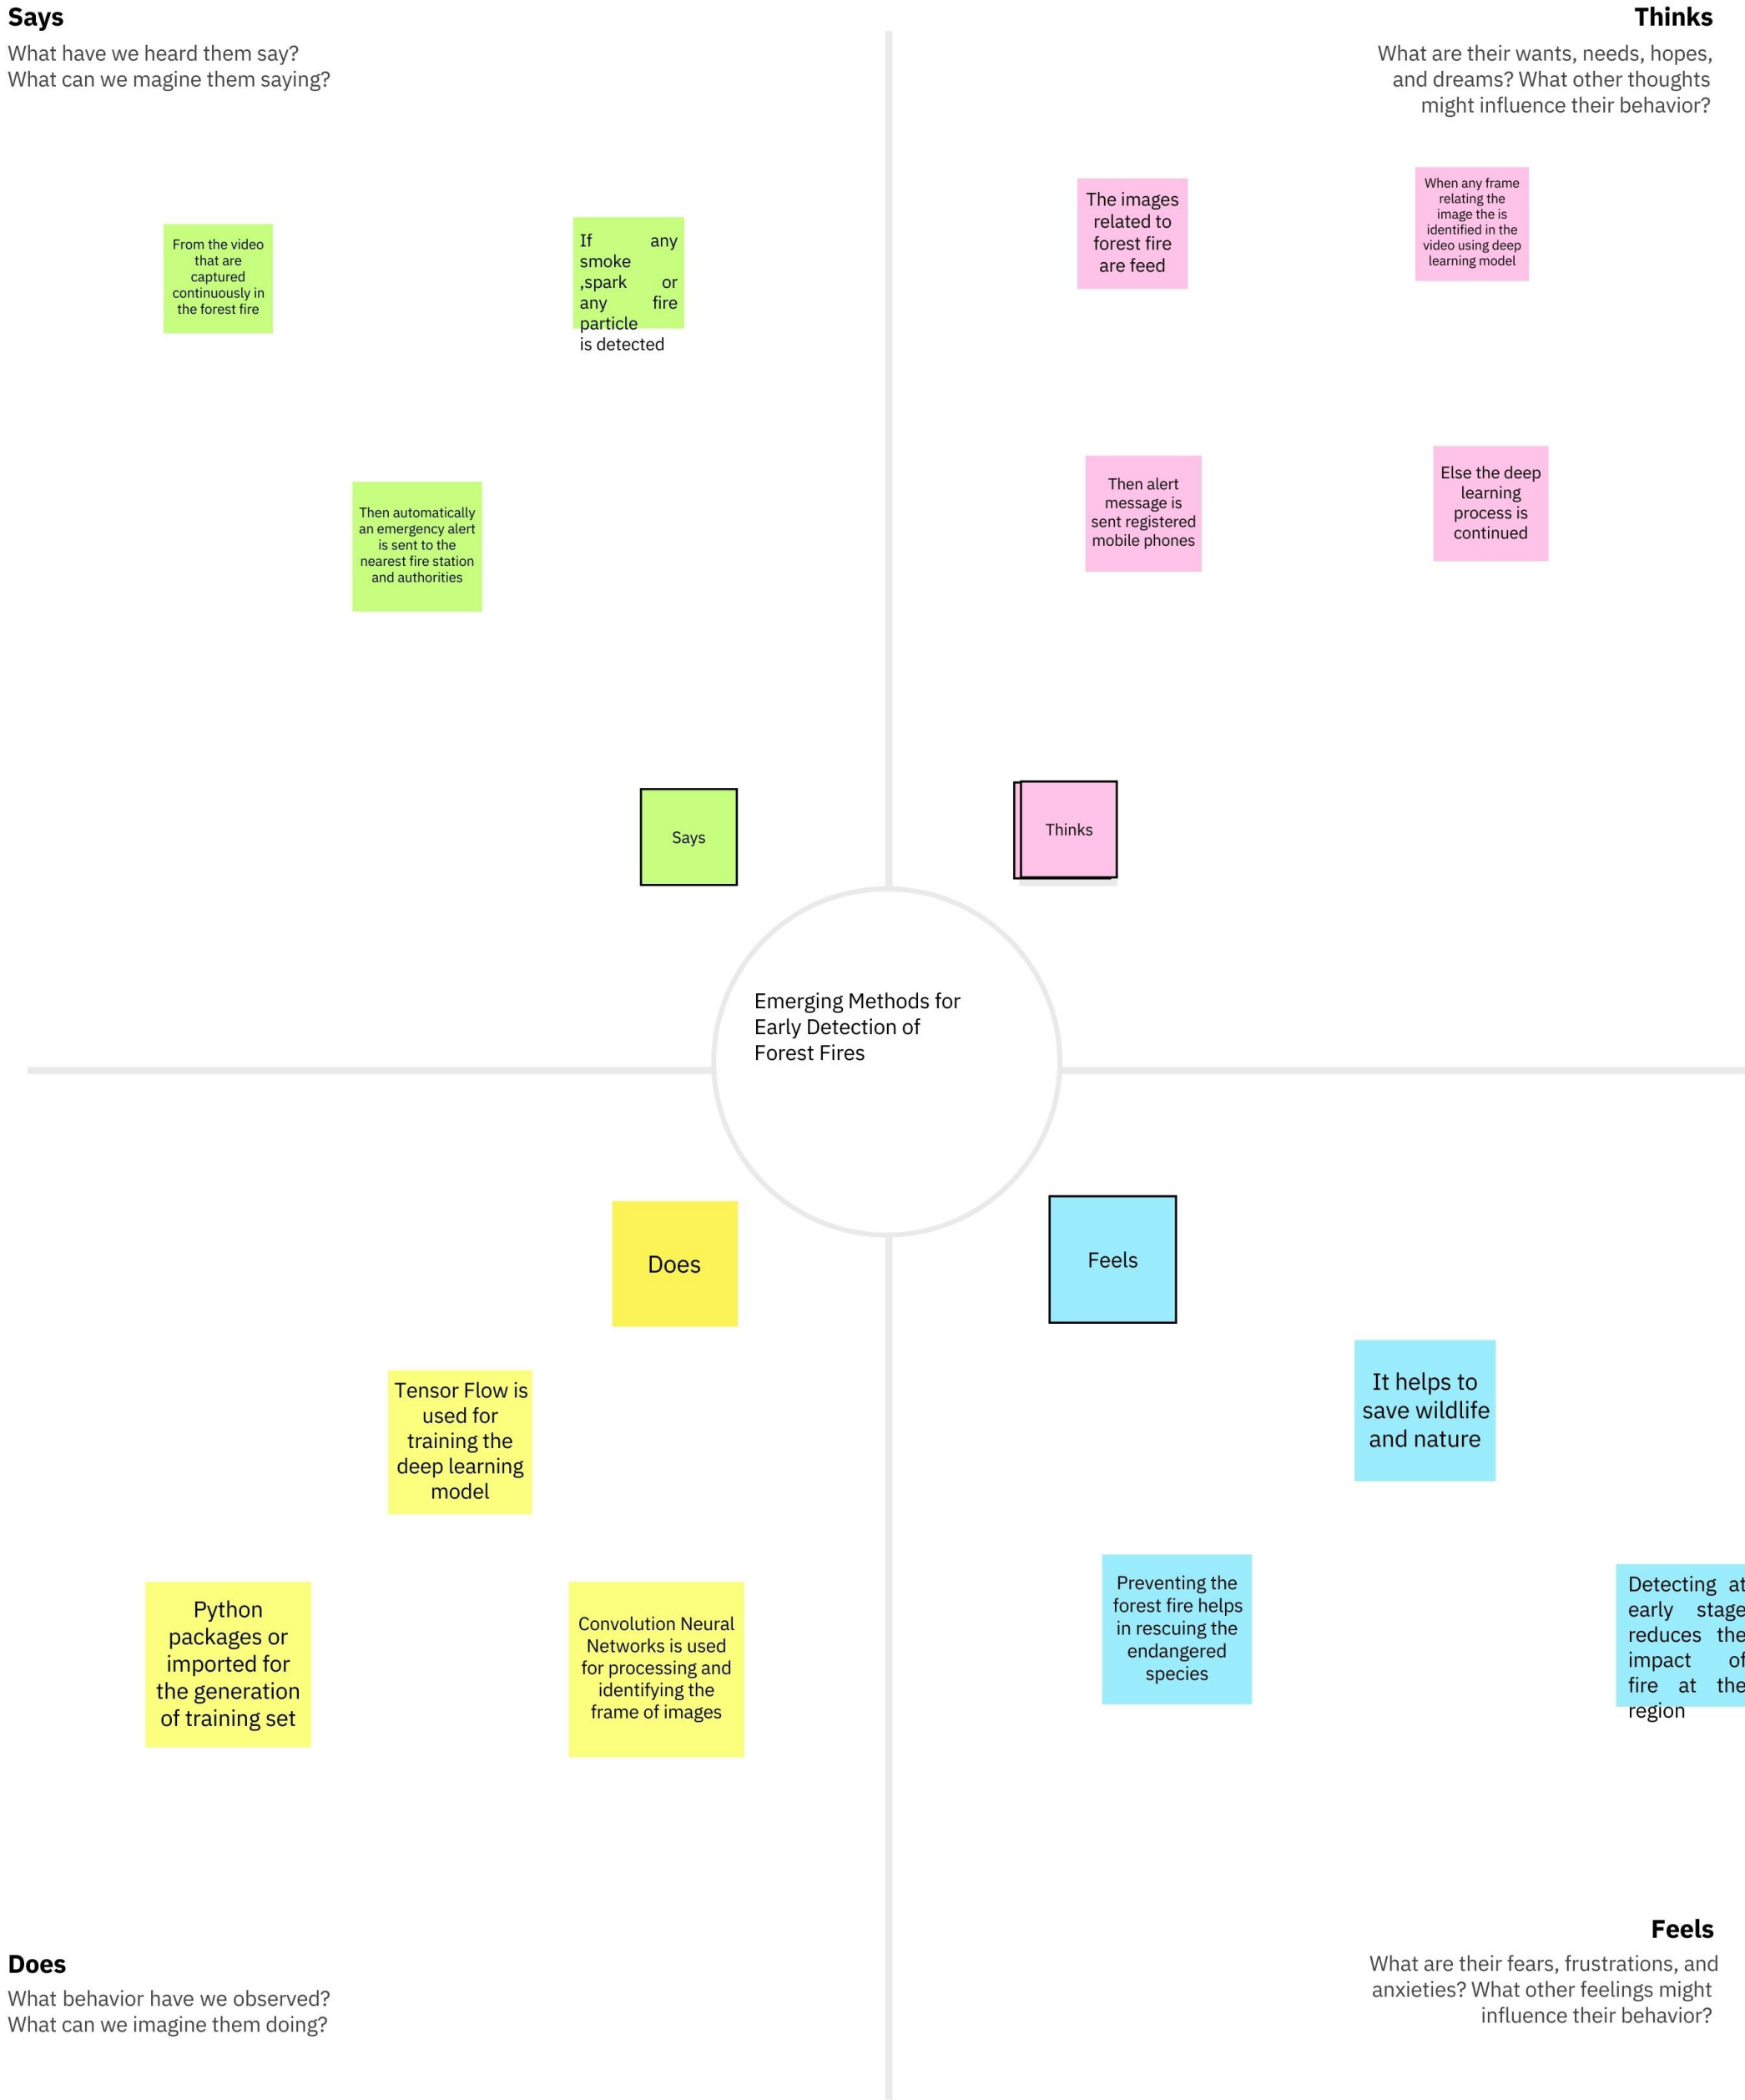 Says
What have we heard them say?
What can we magine them saying?
Thinks
What are their wants, needs, hopes,
and dreams? What other thoughts
might influence their behavior?
From the video
that are
captured
continuously in
the forest fire
If any
smoke
,spark or
any fire
particle
is detected
The images
related to
forest fire
are feed
When any frame
relating the
image the is
identified in the
video using deep
learning model
Then automatically
an emergency alert
is sent to the
nearest fire station
and authorities
Then alert
message is
sent registered
mobile phones
Else the deep
learning
process is
continued
Says
Thinks
Emerging Methods for
Early Detection of
Forest Fires
Does
Feels
Tensor Flow is
used for
training the
deep learning
model
It helps to
save wildlife
and nature
Python
packages or
imported for
the generation
of training set
Convolution Neural
Networks is used
for processing and
identifying the
frame of images
Preventing the
forest fire helps
in rescuing the
endangered
species
Detecting at
early stage
reduces the
impact of
fire at the
region
Does
What behavior have we observed?
What can we imagine them doing?
Feels
What are their fears, frustrations, and
anxieties? What other feelings might
influence their behavior?